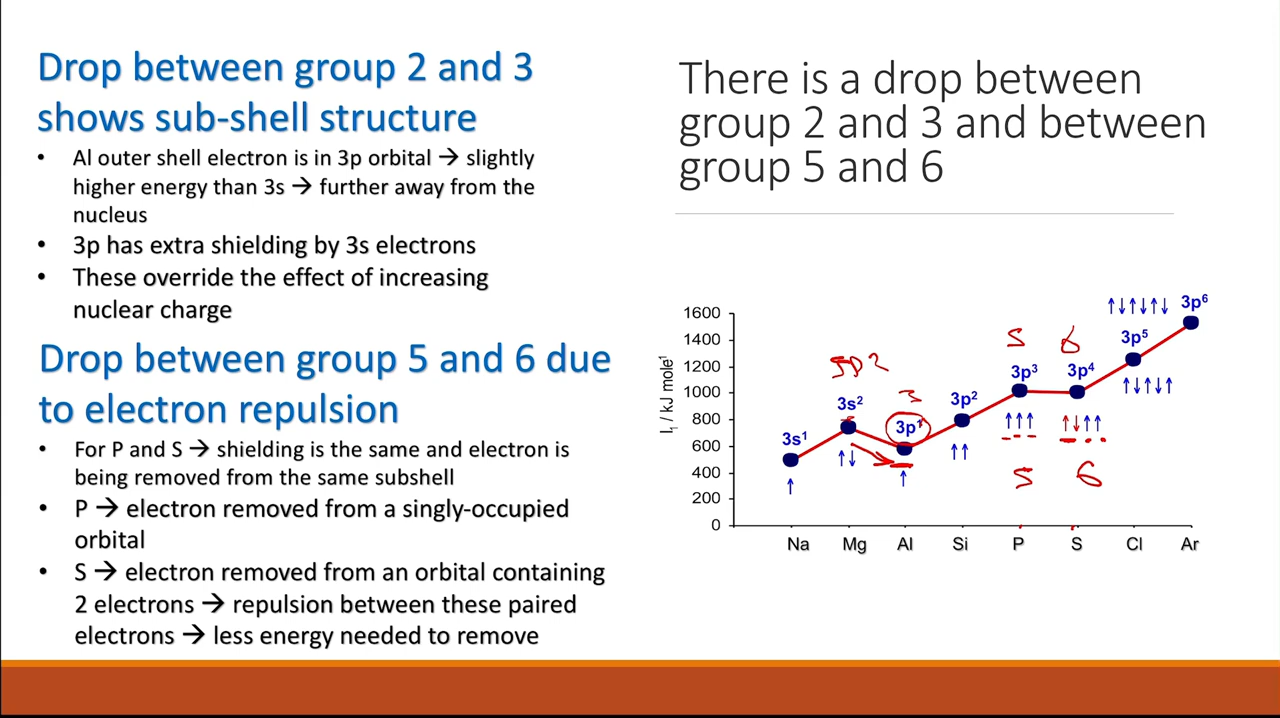 Drop between group 2 and 3
shows sub-shell structure
• Al outer shell electron is in 3p orbital → slightly
higher energy than 3s → further away from the
nucleus
• 3p has extra shielding by 3s electrons
• These override the effect of increasing
nuclear charge
Drop between group 5 and 6 due
to electron repulsion
• For P and S → shielding is the same and electron is
being removed from the same subshell
• P → electron removed from a singly-occupied
orbital
• S → electron removed from an orbital containing
2 electrons → repulsion between these paired
electrons → less energy needed to remove
There is a drop between
group 2 and 3 and between
group 5 and 6
I₁ / kJ mole¹
1600
1400
1200
1000
800
600
400
200
0
3s¹
3s²
3p¹
3p²
3p³
3p⁴
3p⁵
3p⁶
↑
↑↓
↑
↑↑
↑↑↑
↑↓↑↑
↑↓↑↓↑
↑↓↑↓↑↓
3
5 6
5 6
Na Mg Al Si P S Cl Ar